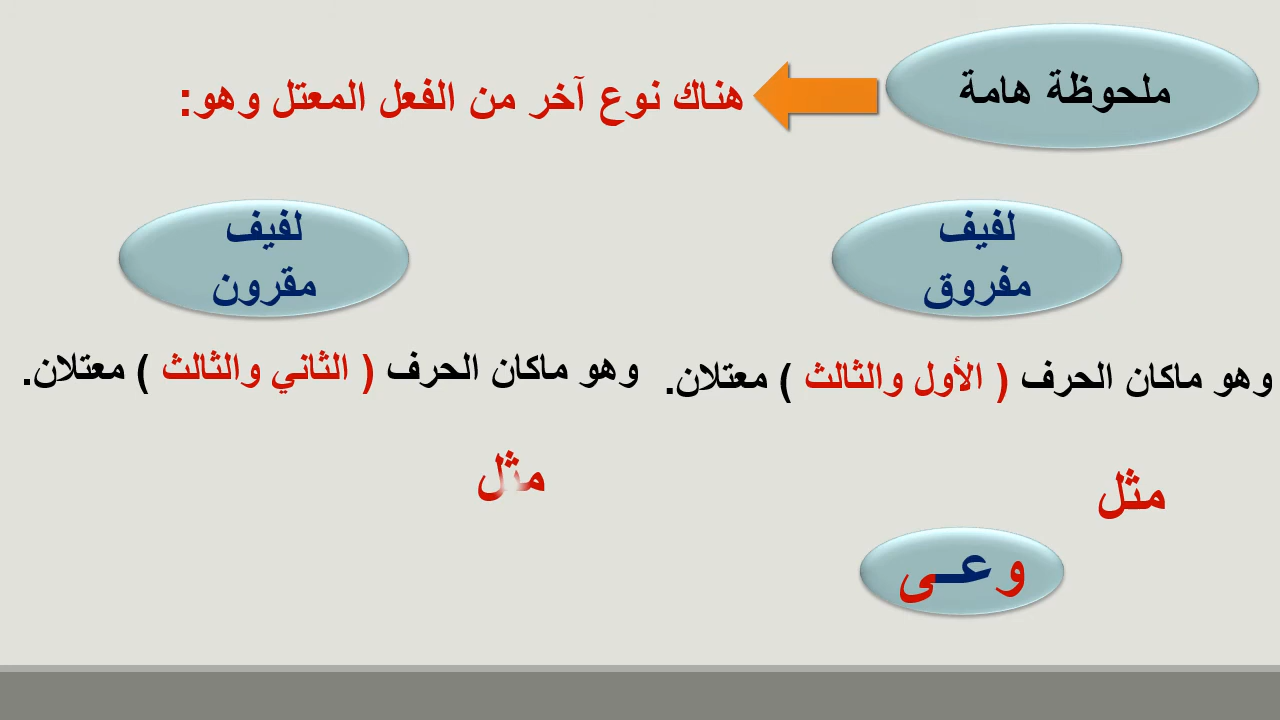 ملحوظة هامة
هناك نوع آخر من الفعل المعتل وهو:
لفيف
مفروق
لفيف
مقرون
وهو ماكان الحرف ( الأول والثالث ) معتلان.
وهو ماكان الحرف ( الثاني والثالث ) معتلان.
مثل
مثل
وعـى